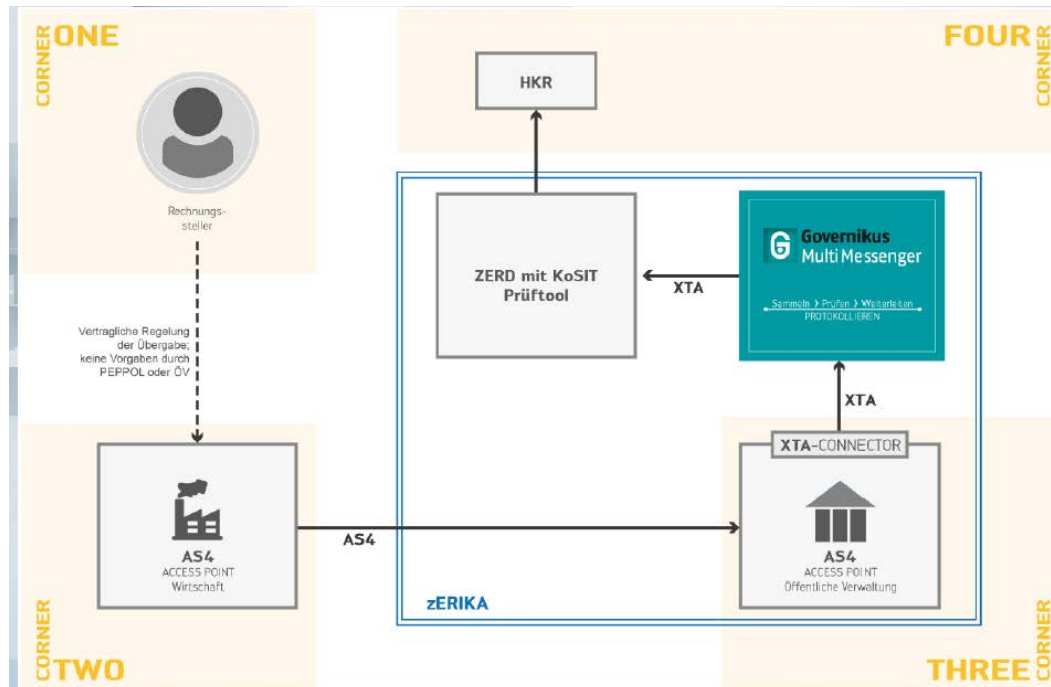 CORNER ONE
Rechnungs-
steller
Vertragliche Regelung
der Übergabe;
keine Vorgaben durch
PEPPOL oder ÖV
CORNER FOUR
HKR
ZERD mit KoSIT
Prüftool
XTA
Governikus
MultiMessenger
Sammeln > Prüfen > Weiterleiten
PROTOKOLLIEREN
XTA
XTA-CONNECTOR
AS4
ACCESS POINT
Wirtschaft
AS4
AS4
ACCESS POINT
Öffentliche Verwaltung
zERIKA
CORNER TWO
CORNER THREE